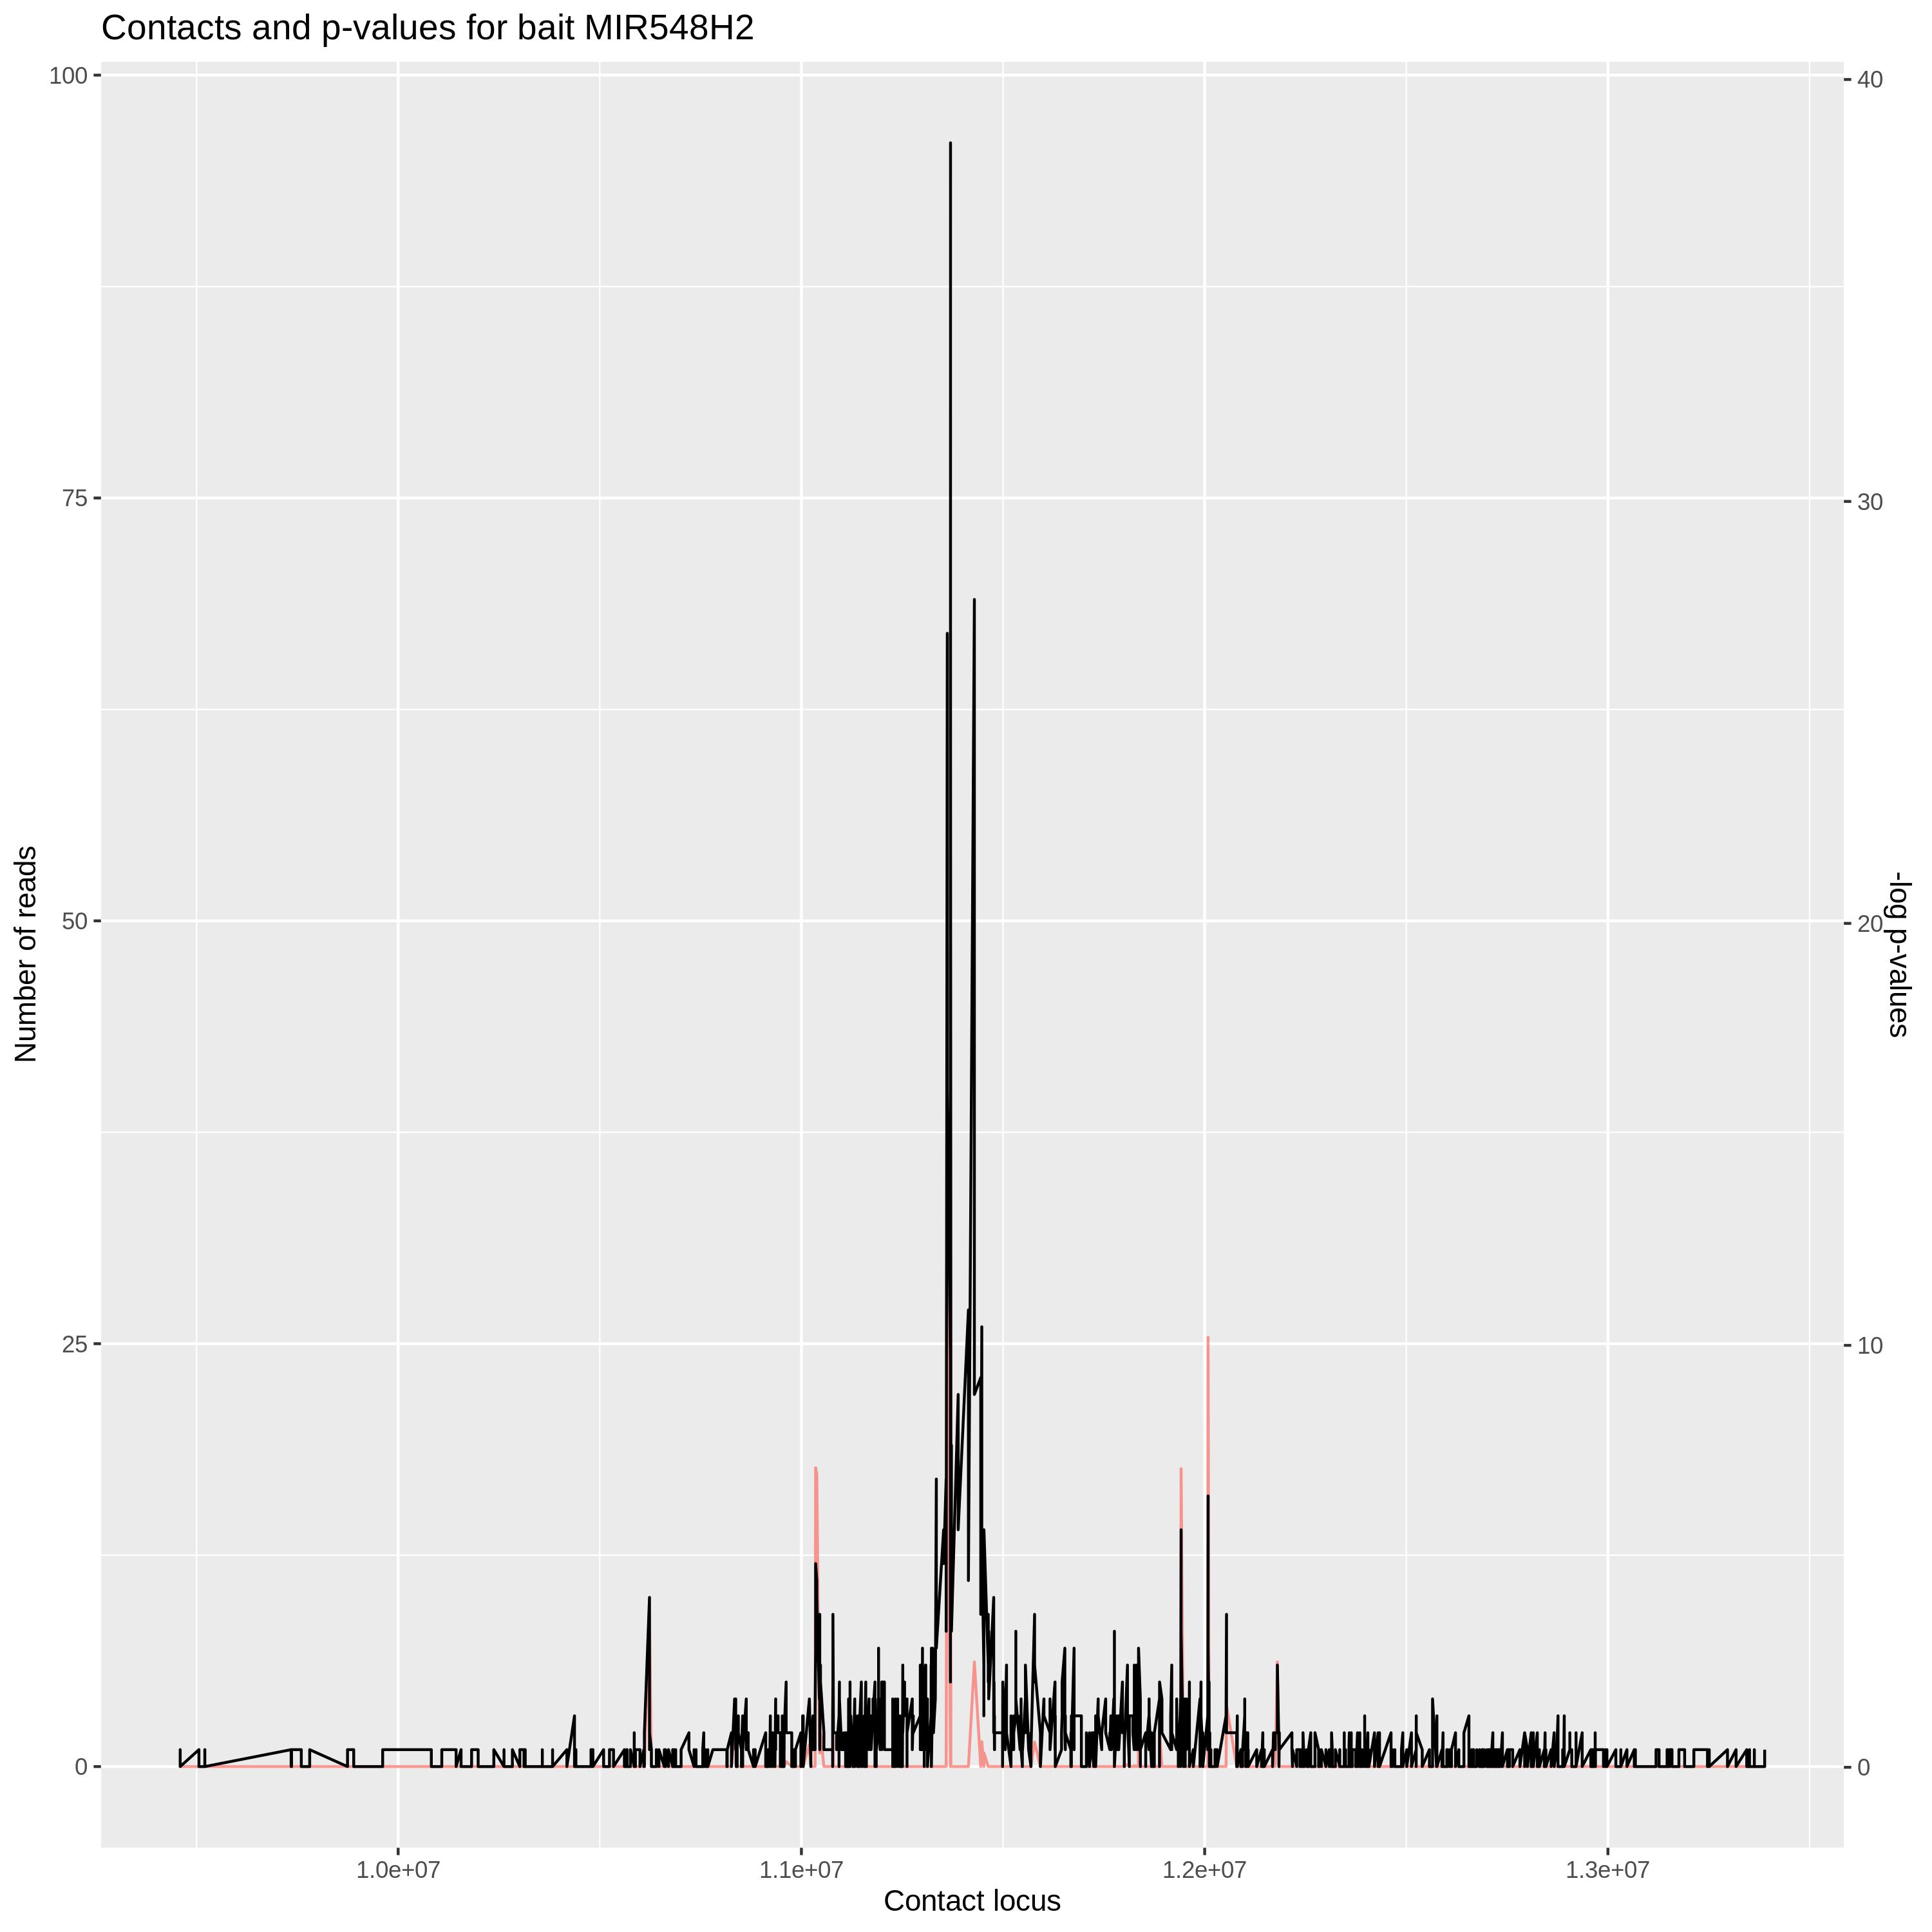 Contacts and p-values for bait MIR548H2
100
75
50
25
0
Number of reads
40
30
20
10
0
-log p-values
1.0e+07
1.1e+07
1.2e+07
1.3e+07
Contact locus